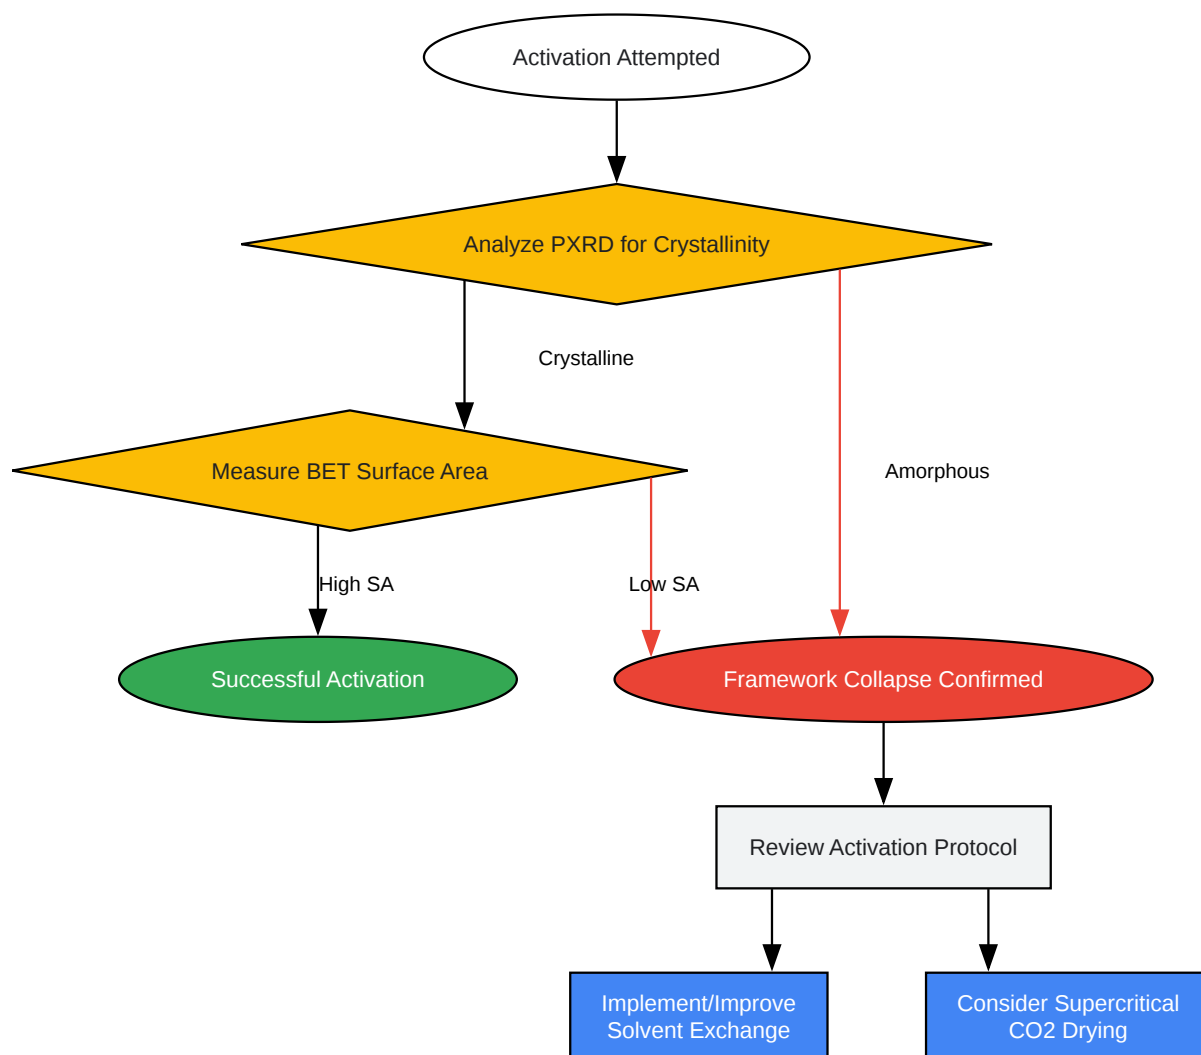 Activation Attempted
Analyze PXRD for Crystallinity
Crystalline
Measure BET Surface Area
Amorphous
High SA
Low SA
Successful Activation
Framework Collapse Confirmed
Review Activation Protocol
Implement/Improve
Solvent Exchange
Consider Supercritical
CO2 Drying